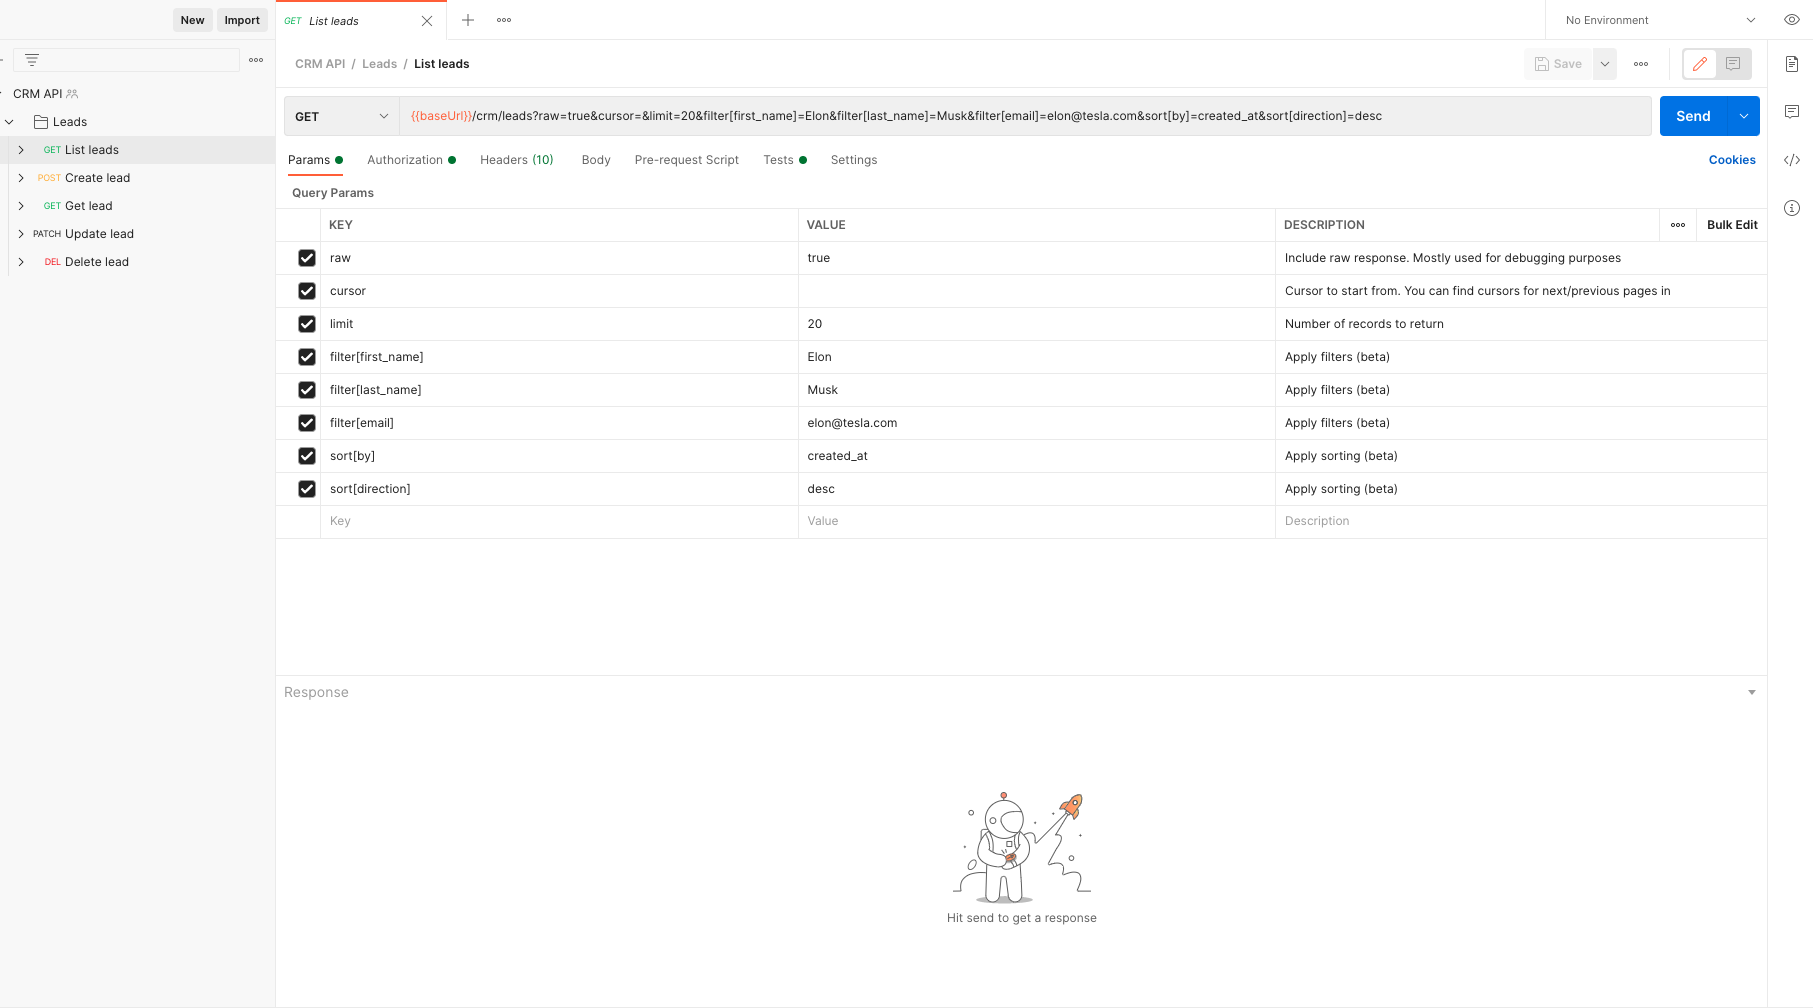 New Import
GET List leads
No Environment
CRM API / Leads / List leads
Save
CRM API
Leads
GET List leads
POST Create lead
GET Get lead
PATCH Update lead
DEL Delete lead
GET {{baseUrl}}/crm/leads?raw=true&cursor=&limit=20&filter[first_name]=Elon&filter[last_name]=Musk&filter[email]=elon@tesla.com&sort[by]=created_at&sort[direction]=desc
Send
Params Authorization Headers (10) Body Pre-request Script Tests Settings Cookies
Query Params
KEY VALUE DESCRIPTION Bulk Edit
raw true Include raw response. Mostly used for debugging purposes
cursor Cursor to start from. You can find cursors for next/previous pages in
limit 20 Number of records to return
filter[first_name] Elon Apply filters (beta)
filter[last_name] Musk Apply filters (beta)
filter[email] elon@tesla.com Apply filters (beta)
sort[by] created_at Apply sorting (beta)
sort[direction] desc Apply sorting (beta)
Key Value Description
Response
Hit send to get a response